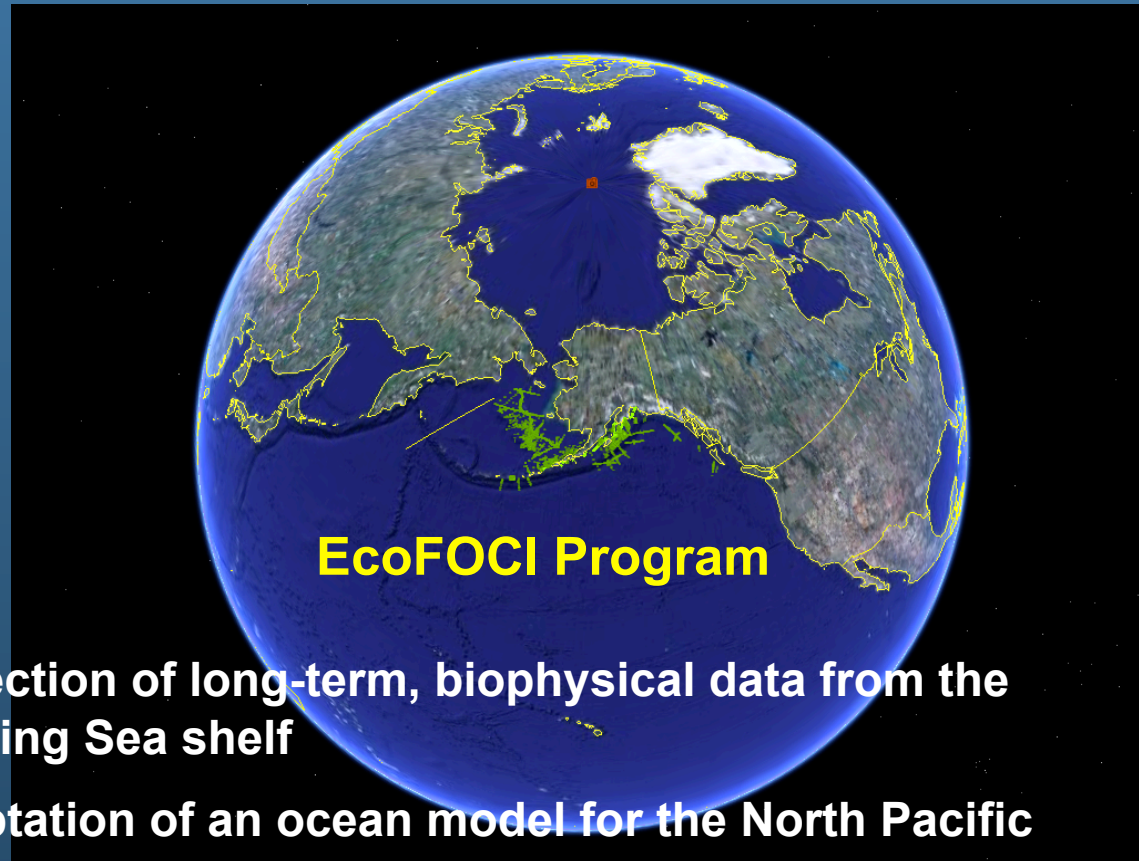 EcoFOCI Program
ection of long-term, biophysical data from the
ing Sea shelf
tation of an ocean model for the North Pacific